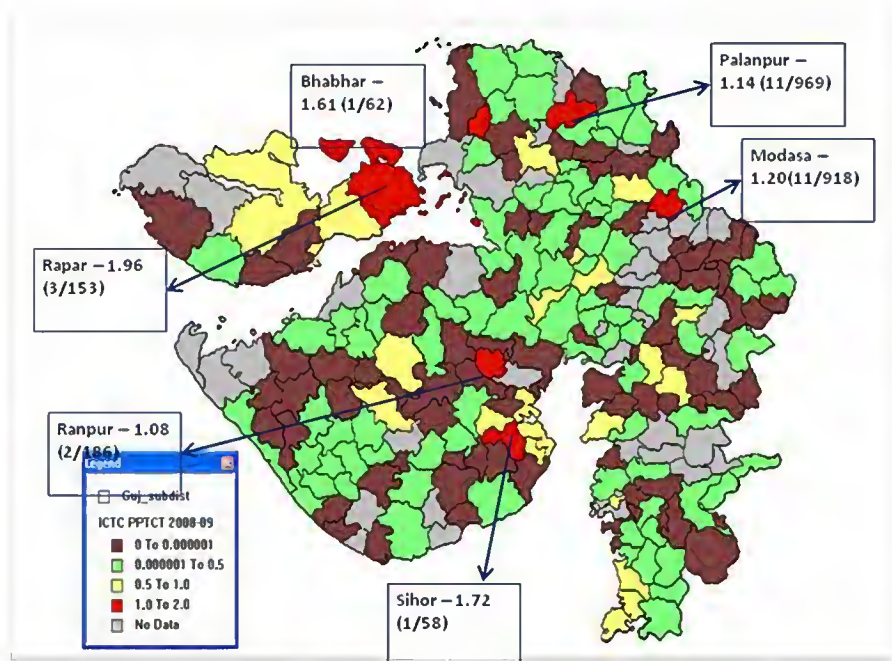 Bhabhar –
1.61 (1/62)
Palanpur –
1.14 (11/969)
Modasa –
1.20(11/918)
Rapar – 1.96
(3/153)
Ranpur – 1.08
(2/186)
Legend
Guj_subdist
ICTC PPTCT 2008-09
0 To 0.000001
0.000001 To 0.5
0.5 To 1.0
1.0 To 2.0
No Data
Sihor – 1.72
(1/58)